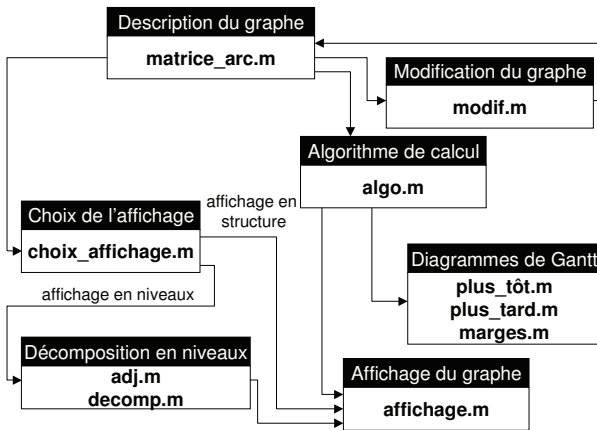 Description du graphe
matrice_arc.m
Modification du graphe
modif.m
Algorithme de calcul
algo.m
affichage en
structure
Choix de l'affichage
choix_affichage.m
Diagrammes de Gantt
plus_tôt.m
plus_tard.m
marges.m
affichage en niveaux
Décomposition en niveaux
adj.m
decomp.m
Affichage du graphe
affichage.m